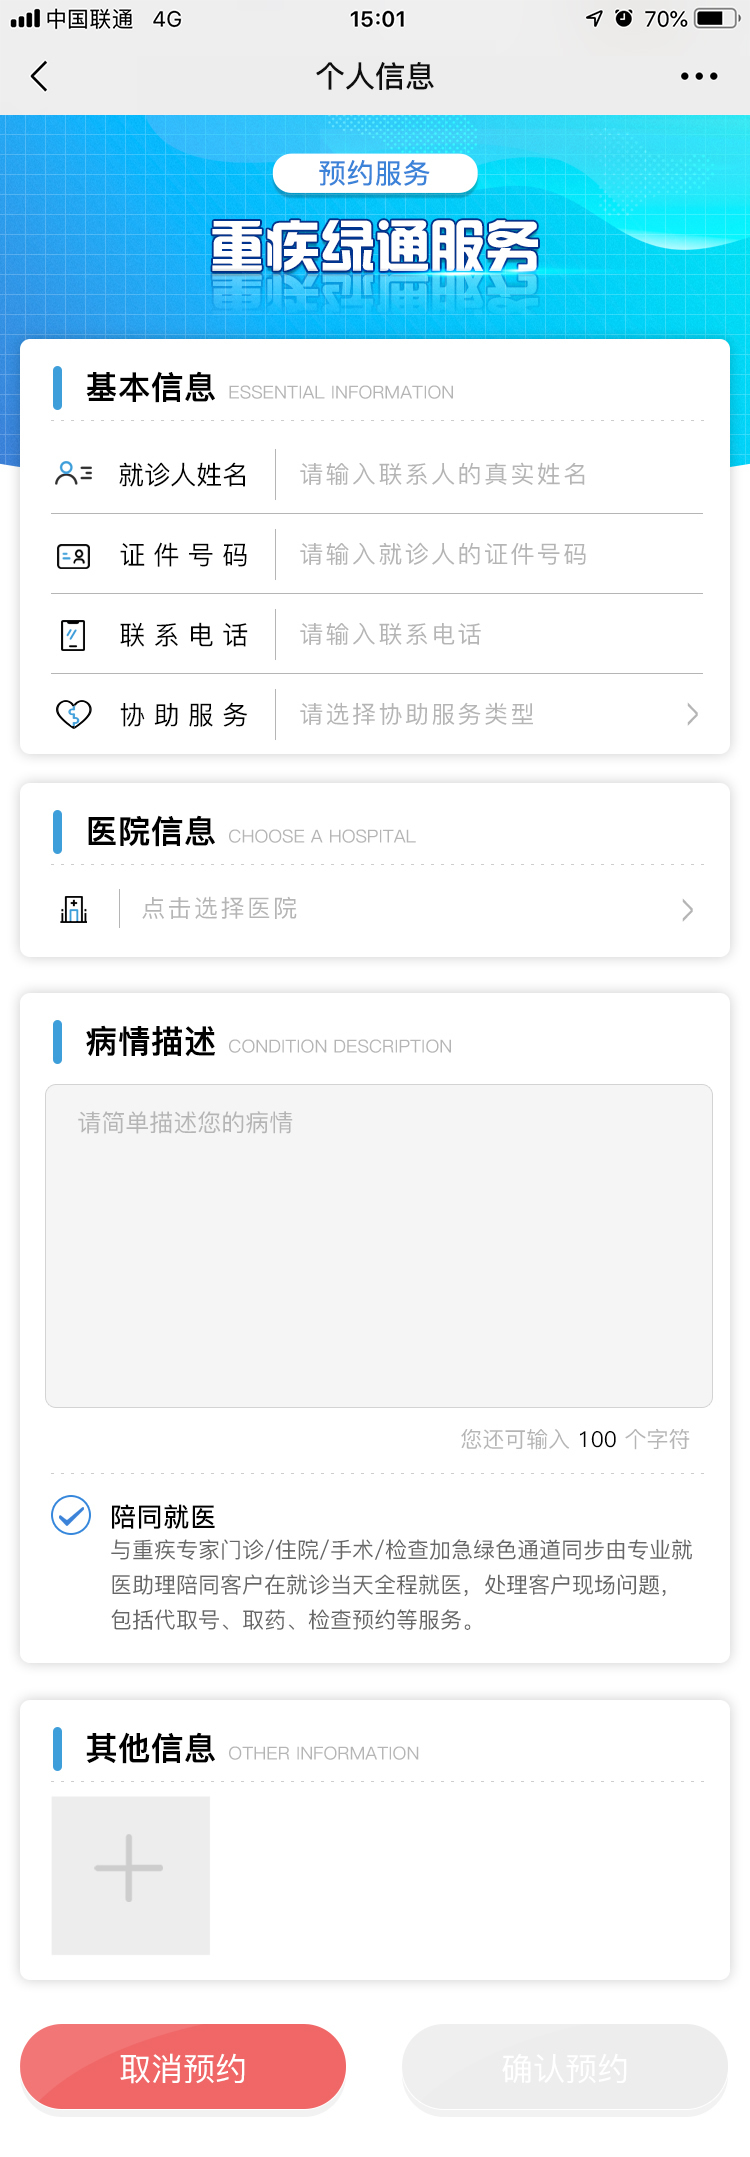 中国联通 4G 15:01 70%
个人信息
预约服务
重疾绿通服务
基本信息 ESSENTIAL INFORMATION
就诊人姓名 请输入联系人的真实姓名
证件号码 请输入就诊人的证件号码
联系电话 请输入联系电话
协助服务 请选择协助服务类型
医院信息 CHOOSE A HOSPITAL
点击选择医院
病情描述 CONDITION DESCRIPTION
请简单描述您的病情
您还可输入 100 个字符
陪同就医
与重疾专家门诊/住院/手术/检查加急绿色通道同步由专业就
医助理陪同客户在就诊当天全程就医，处理客户现场问题，
包括代取号、取药、检查预约等服务。
其他信息 OTHER INFORMATION
取消预约 确认预约